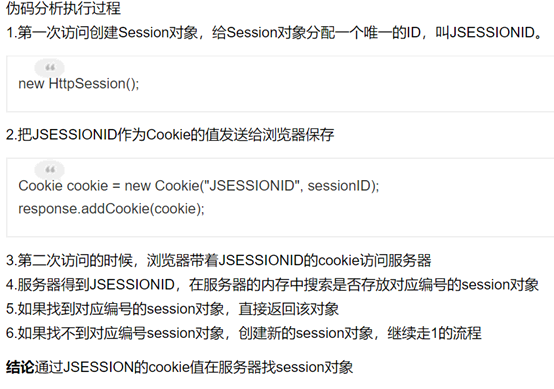 伪码分析执行过程
1.第一次访问创建Session对象，给Session对象分配一个唯一的ID，叫JSESSIONID。
new HttpSession();
2.把JSESSIONID作为Cookie的值发送给浏览器保存
Cookie cookie = new Cookie("JSESSIONID", sessionID);
response.addCookie(cookie);
3.第二次访问的时候，浏览器带着JSESSIONID的cookie访问服务器
4.服务器得到JSESSIONID，在服务器的内存中搜索是否存放对应编号的session对象
5.如果找到对应编号的session对象，直接返回该对象
6.如果找不到对应编号session对象，创建新的session对象，继续走1的流程
结论通过JSESSION的cookie值在服务器找session对象